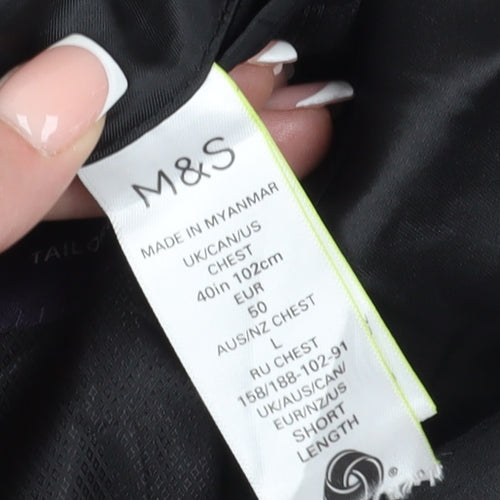 M&S
MADE IN MYANMAR
UK/CAN/US
CHEST
40in 102cm
EUR
50
AUS/NZ CHEST
L
RU CHEST
158/188-102-91
UK/AUS/CAN/
EUR/NZ/US
SHORT
LENGTH
®
TAIL